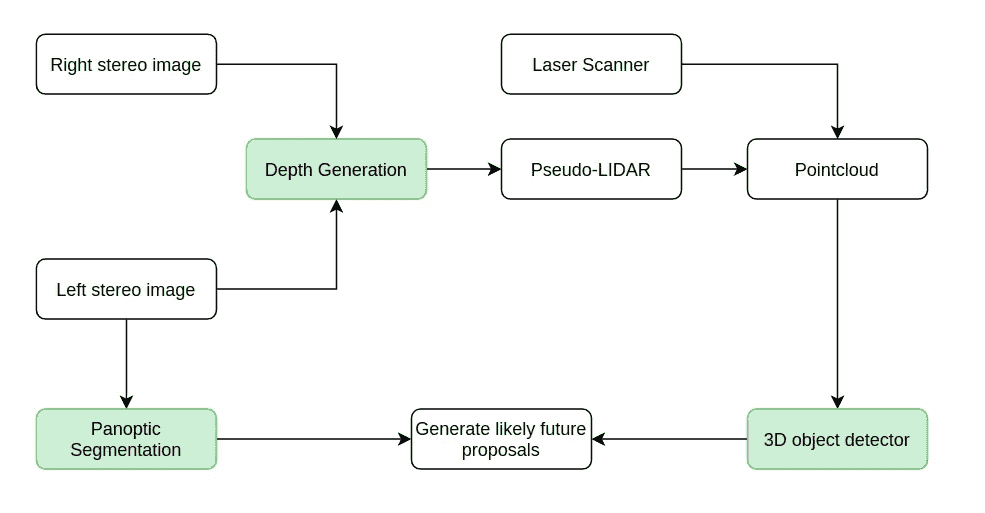 Right stereo image
Laser Scanner
Depth Generation
Pseudo-LIDAR
Pointcloud
Left stereo image
Panoptic
Segmentation
Generate likely future
proposals
3D object detector